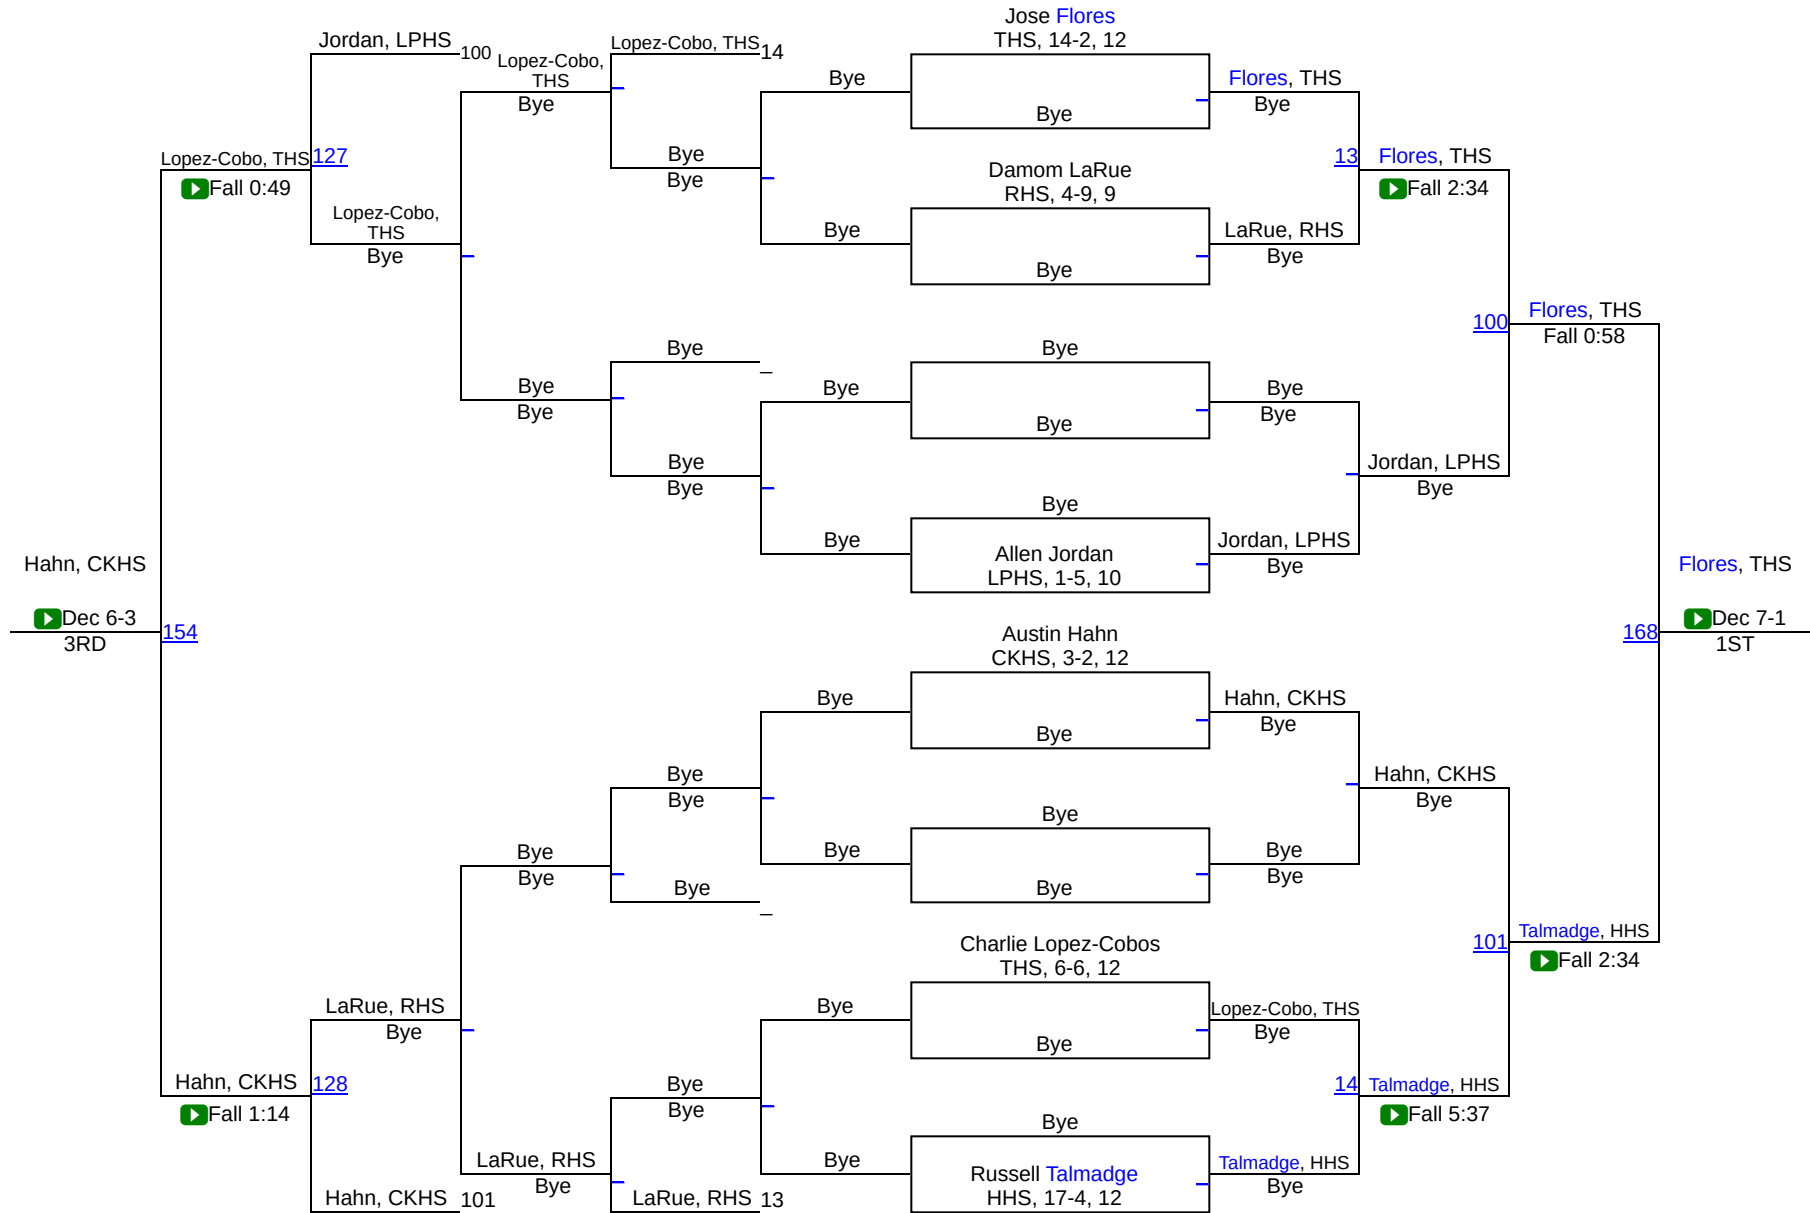 Jose Flores
THS, 14-2, 12
Jordan, LPHS
100
Lopez-Cobo,
THS
Bye
Lopez-Cobo, THS
14
Bye
Bye
Flores, THS
Bye
Lopez-Cobo, THS
127
Fall 0:49
Bye
Bye
Damom LaRue
RHS, 4-9, 9
13
Flores, THS
Fall 2:34
Lopez-Cobo,
THS
Bye
Bye
Bye
LaRue, RHS
Bye
100
Flores, THS
Fall 0:58
Bye
_
Bye
Bye
Bye
Bye
Bye
Bye
Bye
Bye
Bye
Bye
Jordan, LPHS
Bye
Bye
Bye
Allen Jordan
LPHS, 1-5, 10
Jordan, LPHS
Bye
Hahn, CKHS
Dec 6-3
3RD
154
Flores, THS
168
Dec 7-1
1ST
Austin Hahn
CKHS, 3-2, 12
Bye
Bye
Hahn, CKHS
Bye
Bye
Bye
Hahn, CKHS
Bye
Bye
Bye
Bye
Bye
Bye
Bye
Bye
Bye
_
101
Talmadge, HHS
Fall 2:34
Charlie Lopez-Cobos
THS, 6-6, 12
LaRue, RHS
Bye
Bye
Bye
Lopez-Cobo, THS
Bye
Hahn, CKHS
128
Fall 1:14
Bye
Bye
14
Talmadge, HHS
Fall 5:37
Bye
LaRue, RHS
Bye
Bye
Russell Talmadge
HHS, 17-4, 12
Talmadge, HHS
Bye
Hahn, CKHS
101
LaRue, RHS
13